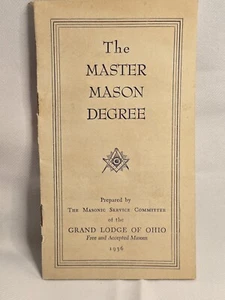 The
MASTER
MASON
DEGREE
Prepared by
THE MASONIC SERVICE COMMITTEE
of the
GRAND LODGE OF OHIO
Free and Accepted Masons
1936